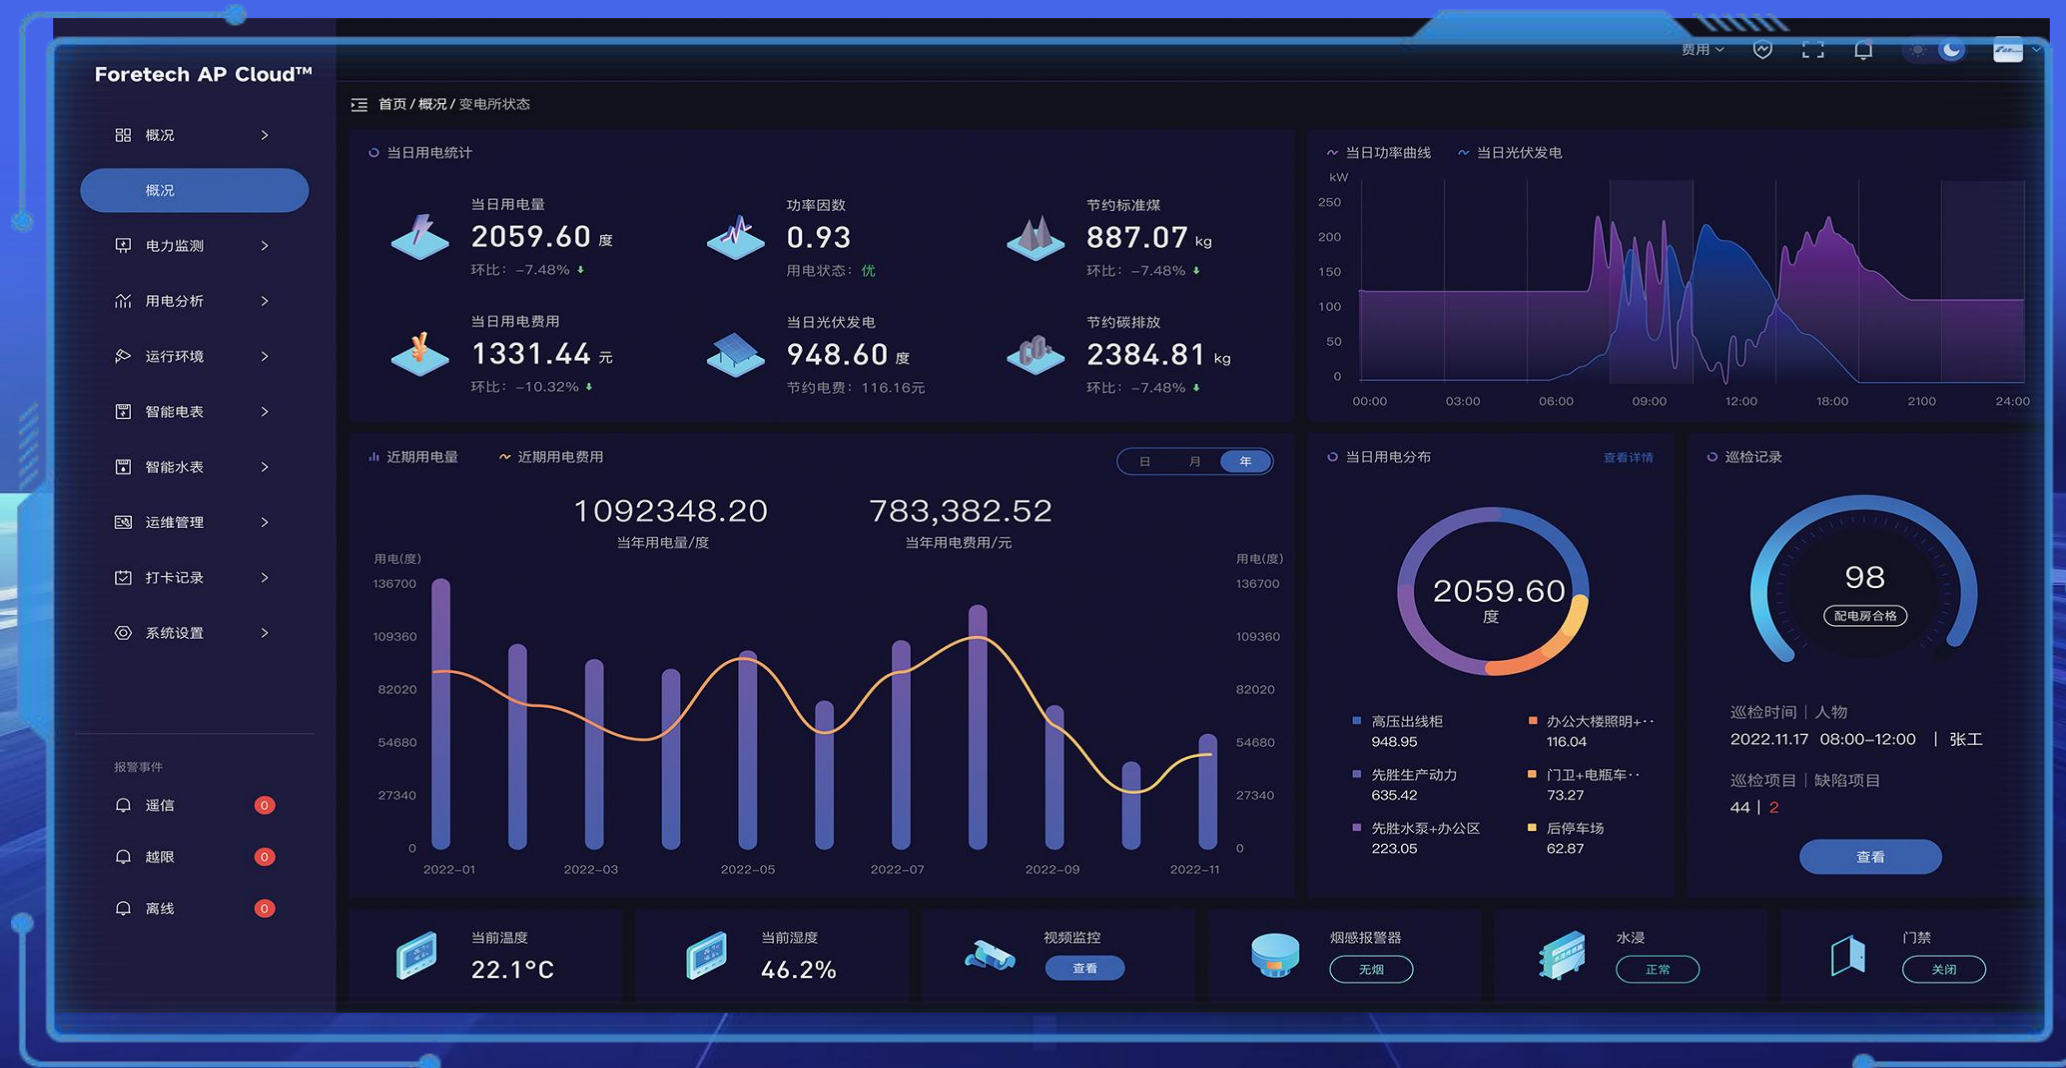 费用
Foretech AP Cloud™
首页 / 概况 / 变电所状态
概况
概况
电力监测
用电分析
运行环境
智能电表
智能水表
运维管理
打卡记录
系统设置
报警事件
遥信 0
越限 0
离线 0
当日用电统计
当日用电量
2059.60 度
环比：-7.48%
功率因数
0.93
用电状态：优
节约标准煤
887.07 kg
环比：-7.48%
当日用电费用
1331.44 元
环比：-10.32%
当日光伏发电
948.60 度
节约电费：116.16元
节约碳排放
2384.81 kg
环比：-7.48%
当日功率曲线 当日光伏发电
kW
250
200
150
100
50
0
00:00 03:00 06:00 09:00 12:00 18:00 2100 24:00
近期用电量 近期用电费用
日 月 年
1092348.20
当年用电量/度
783,382.52
当年用电费用/元
用电(度) 用电(度)
136700 136700
109360 109360
82020 82020
54680 54680
27340 27340
0 0
2022-01 2022-03 2022-05 2022-07 2022-09 2022-11
当日用电分布 查看详情
2059.60
度
高压出线柜
948.95
办公大楼照明+··
116.04
先胜生产动力
635.42
门卫+电瓶车··
73.27
先胜水泵+办公区
223.05
后停车场
62.87
巡检记录
98
配电房合格
巡检时间 | 人物
2022.11.17 08:00-12:00 | 张工
巡检项目 | 缺陷项目
44 | 2
查看
当前温度
22.1°C
当前湿度
46.2%
视频监控
查看
烟感报警器
无烟
水浸
正常
门禁
关闭